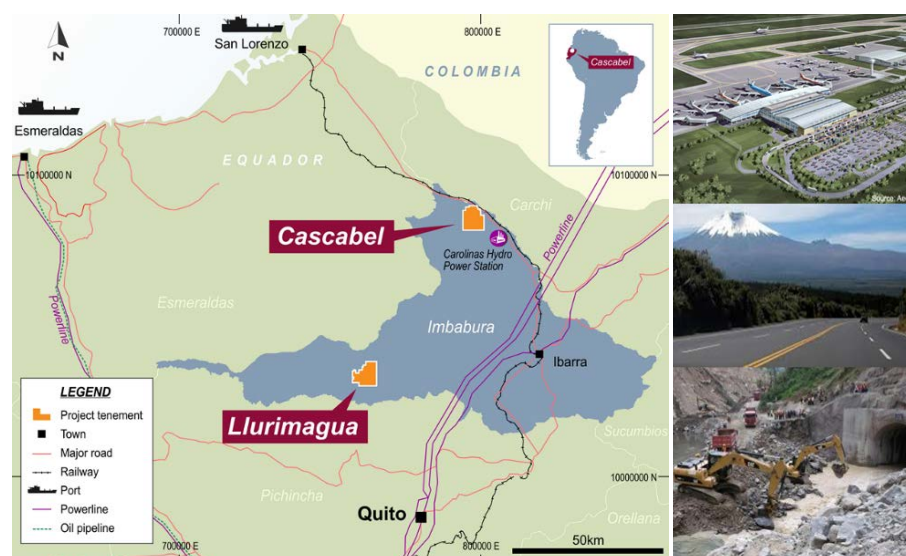 700000 E
800000 E
San Lorenzo
N
COLOMBIA
Cascabel
Esmeraldas
EQUADOR
10100000 N
10100000 N
Carchi
Cascabel
Carolinas Hydro
Power Station
Powerline
Powerline
Esmeraldas
Imbabura
Ibarra
LEGEND
Project tenement
Town
Major road
Railway
Port
Powerline
Oil pipeline
Llurimagua
Sucumbios
Pichincha
10000000 N
Quito
Orellana
700000 E
800000 E
50km
Source: Ae